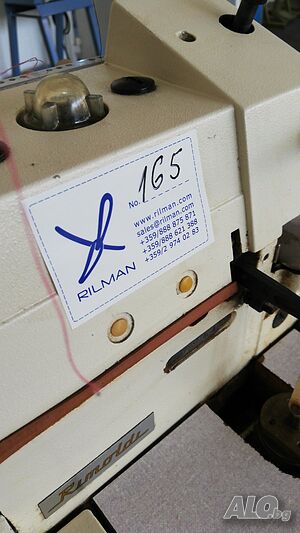 No. 165
www.rilman.com
sales@rilman.com
+359/888 875 871
+359/888 621 388
+359/2 974 02 83
RILMAN
Rimoldi
ALO.bg